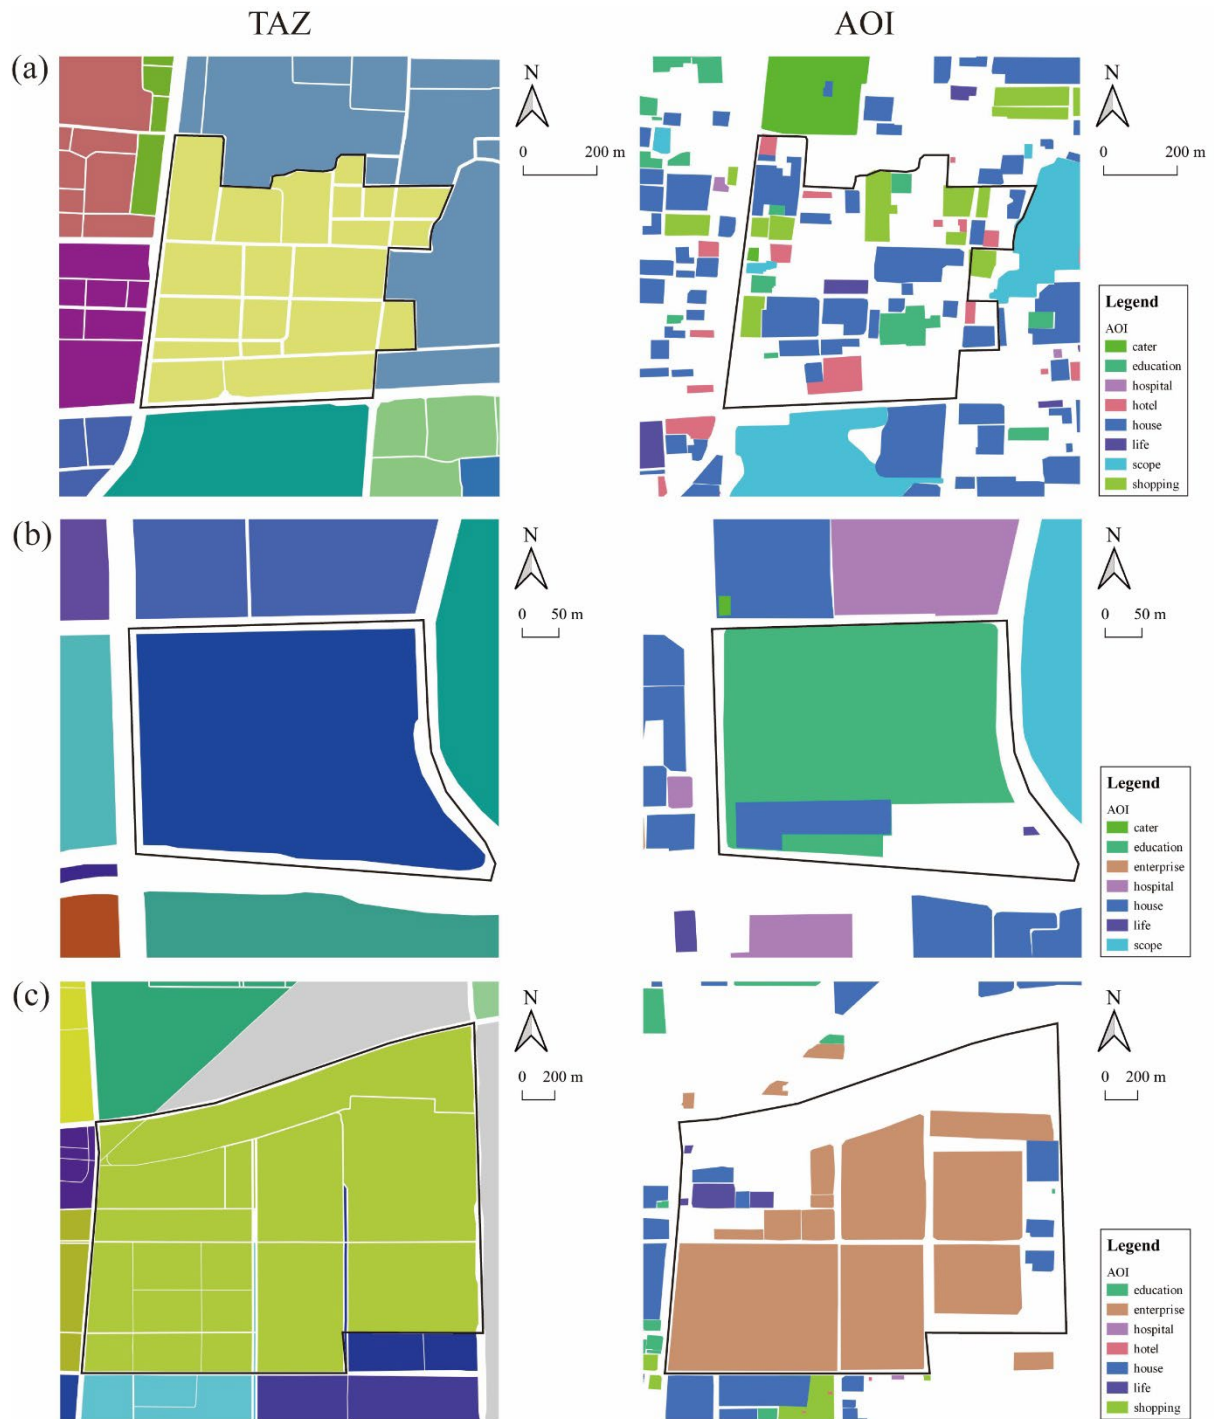 TAZ
AOI
(a)
N
0 200 m
N
0 200 m
Legend
AOI
cater
education
hospital
hotel
house
life
scope
shopping
(b)
N
0 50 m
N
0 50 m
Legend
AOI
cater
education
enterprise
hospital
house
life
scope
(c)
N
0 200 m
N
0 200 m
Legend
AOI
education
enterprise
hospital
hotel
house
life
shopping